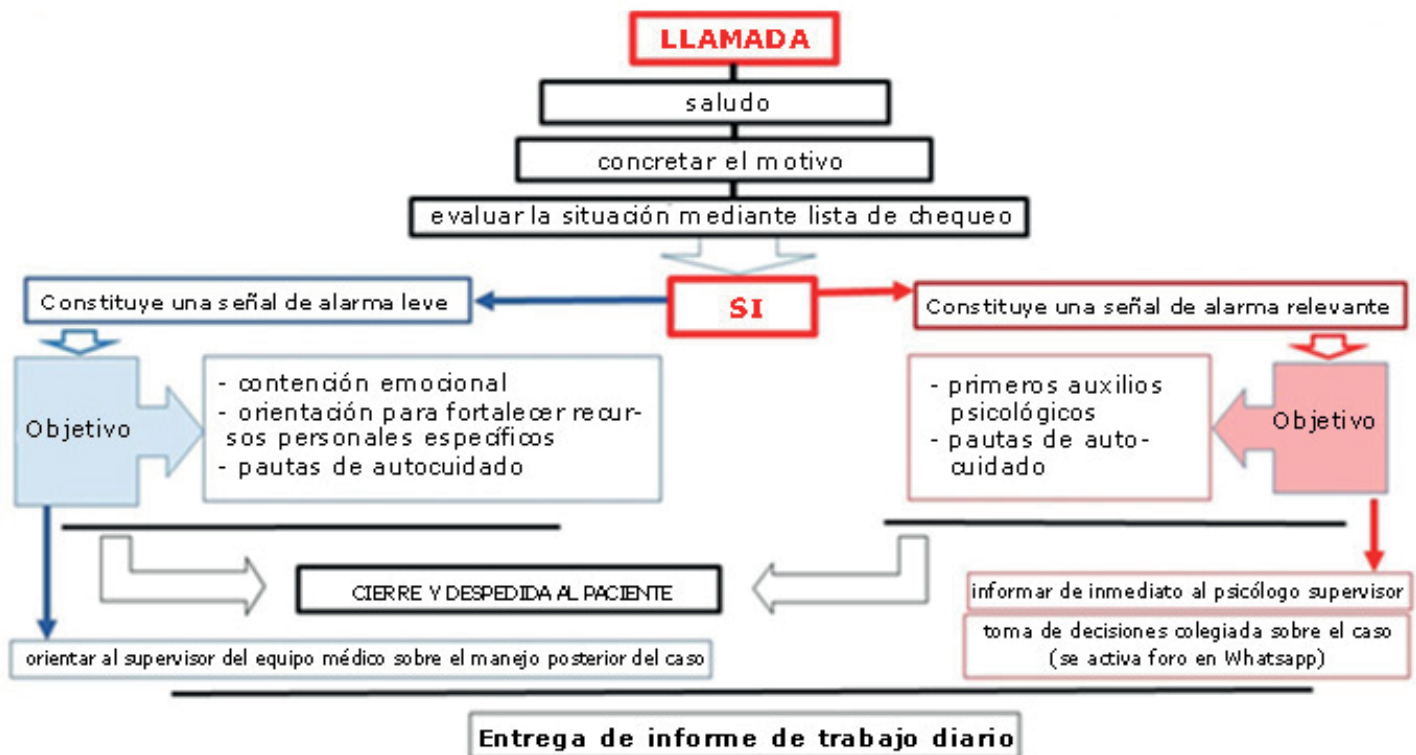 LLAMADA
saludo
concretar el motivo
evaluar la situación mediante lista de chequeo
SI
Constituye una señal de alarma leve
Constituye una señal de alarma relevante
Objetivo
- contención emocional
- orientación para fortalecer recur-
sos personales específicos
- pautas de autocuidado
- primeros auxilios
psicológicos
- pautas de auto-
cuidado
Objetivo
CIERRE Y DESPEDIDA AL PACIENTE
informar de inmediato al psicólogo supervisor
orientar al supervisor del equipo médico sobre el manejo posterior del caso
toma de decisiones colegiada sobre el caso
(se activa foro en Whatsapp)
Entrega de informe de trabajo diario